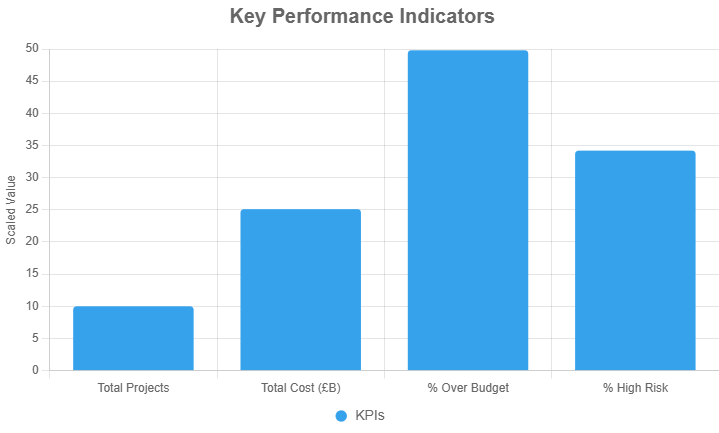 Key Performance Indicators
50
45
40
35
30
25
20
15
10
5
0
Scaled Value
Total Projects
Total Cost (£B)
% Over Budget
% High Risk
KPIs